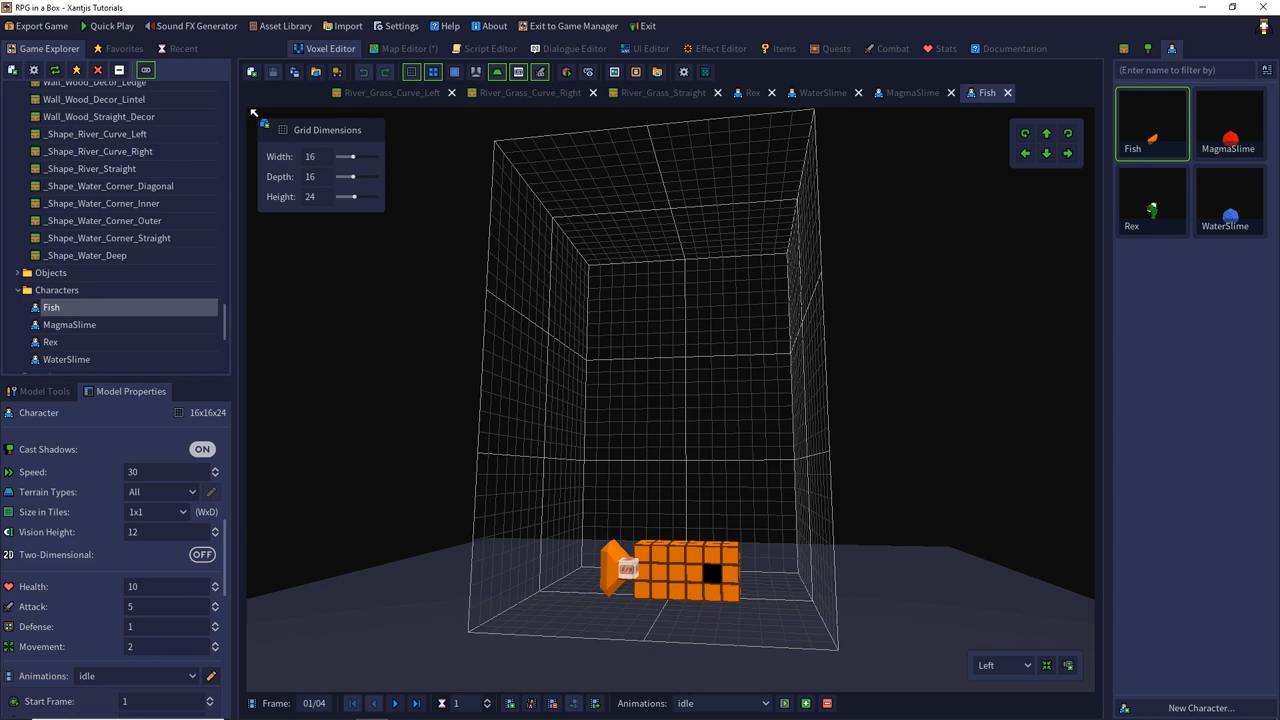 RPG in a Box - Xantjis Tutorials
Export Game Quick Play Sound FX Generator Asset Library Import Settings Help About Exit to Game Manager Exit
Game Explorer Favorites Recent Voxel Editor Map Editor (*) Script Editor Dialogue Editor UI Editor Effect Editor Items Quests Combat Stats Documentation
(Enter name to filter by)
River_Grass_Curve_Left River_Grass_Curve_Right River_Grass_Straight Rex WaterSlime MagmaSlime Fish
Wall_Wood_Decor_Ledge
Wall_Wood_Decor_Lintel
Wall_Wood_Straight_Decor
_Shape_River_Curve_Left
_Shape_River_Curve_Right
_Shape_River_Straight
_Shape_Water_Corner_Diagonal
_Shape_Water_Corner_Inner
_Shape_Water_Corner_Outer
_Shape_Water_Corner_Straight
_Shape_Water_Deep
Objects
Characters
Fish
MagmaSlime
Rex
WaterSlime
Grid Dimensions
Width: 16
Depth: 16
Height: 24
Fish MagmaSlime
Rex WaterSlime
Model Tools Model Properties
Character 16x16x24
Cast Shadows: ON
Speed: 30
Terrain Types: All
Size in Tiles: 1x1 (WxD)
Vision Height: 12
2D Two-Dimensional: OFF
Health: 10
Attack: 5
Defense: 1
Movement: 2
Animations: idle
Start Frame: 1
Left
Frame: 01/04 1 Animations: idle
New Character...